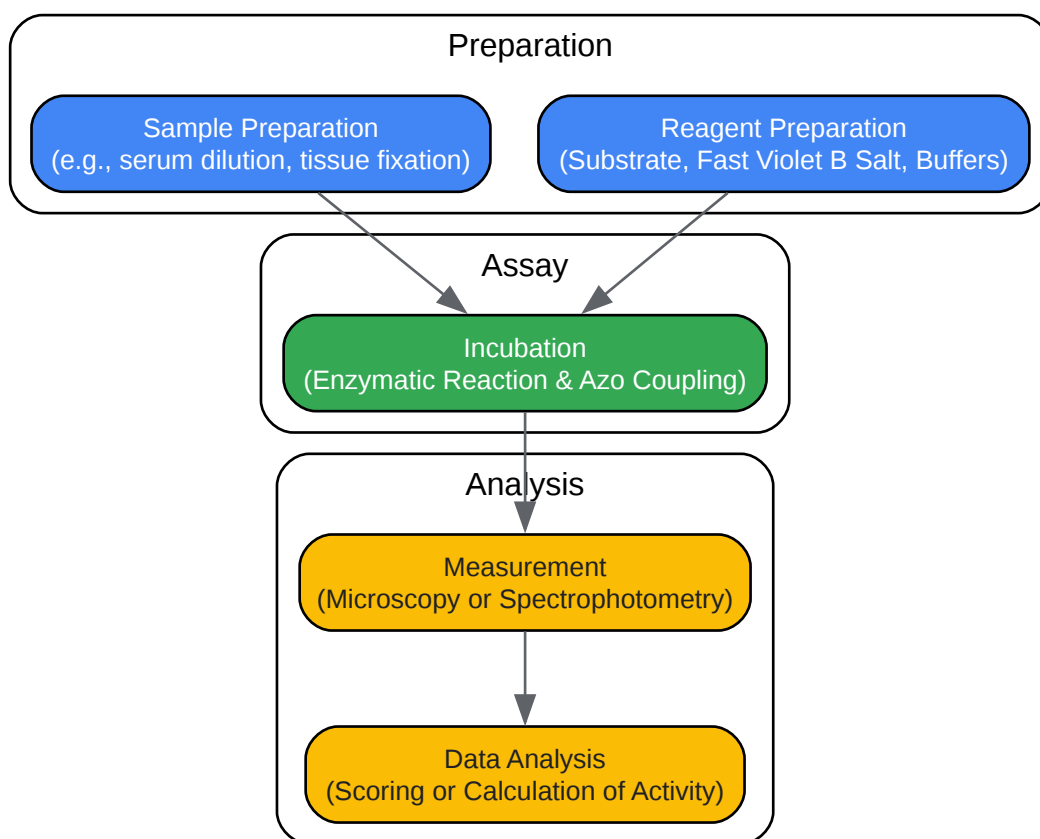 Preparation
Sample Preparation
(e.g., serum dilution, tissue fixation)
Reagent Preparation
(Substrate, Fast Violet B Salt, Buffers)
Assay
Incubation
(Enzymatic Reaction & Azo Coupling)
Analysis
Measurement
(Microscopy or Spectrophotometry)
Data Analysis
(Scoring or Calculation of Activity)